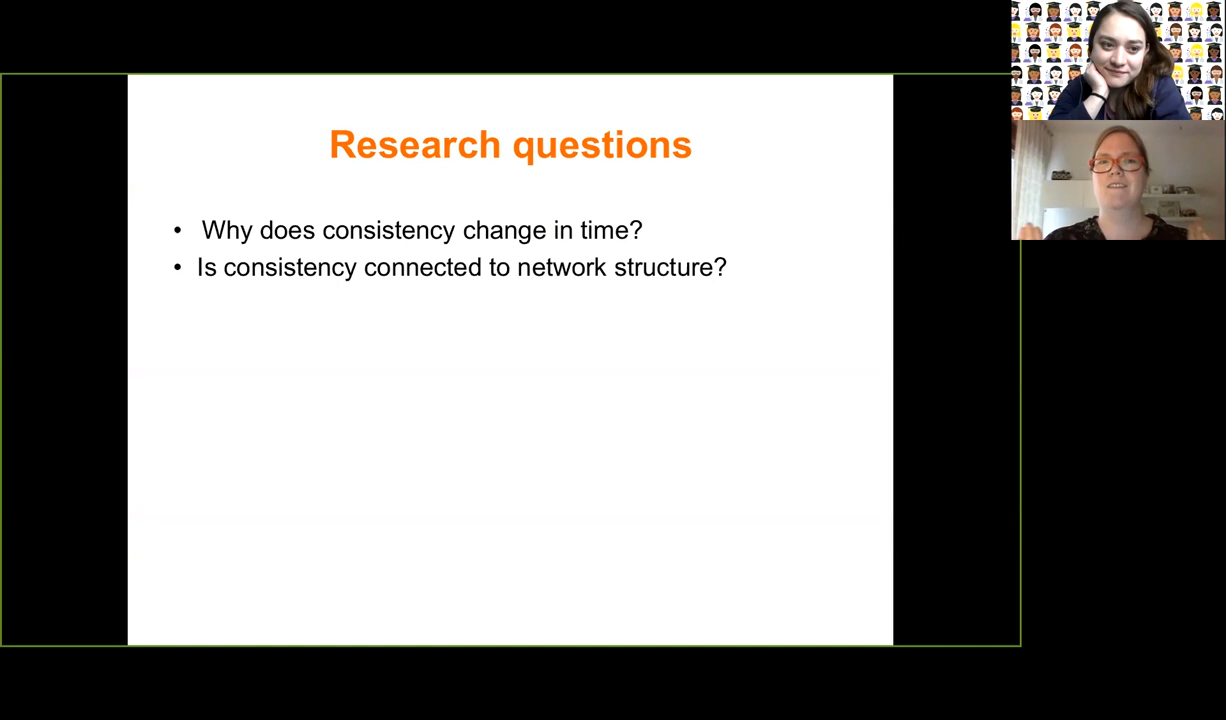 Research questions
• Why does consistency change in time?
• Is consistency connected to network structure?